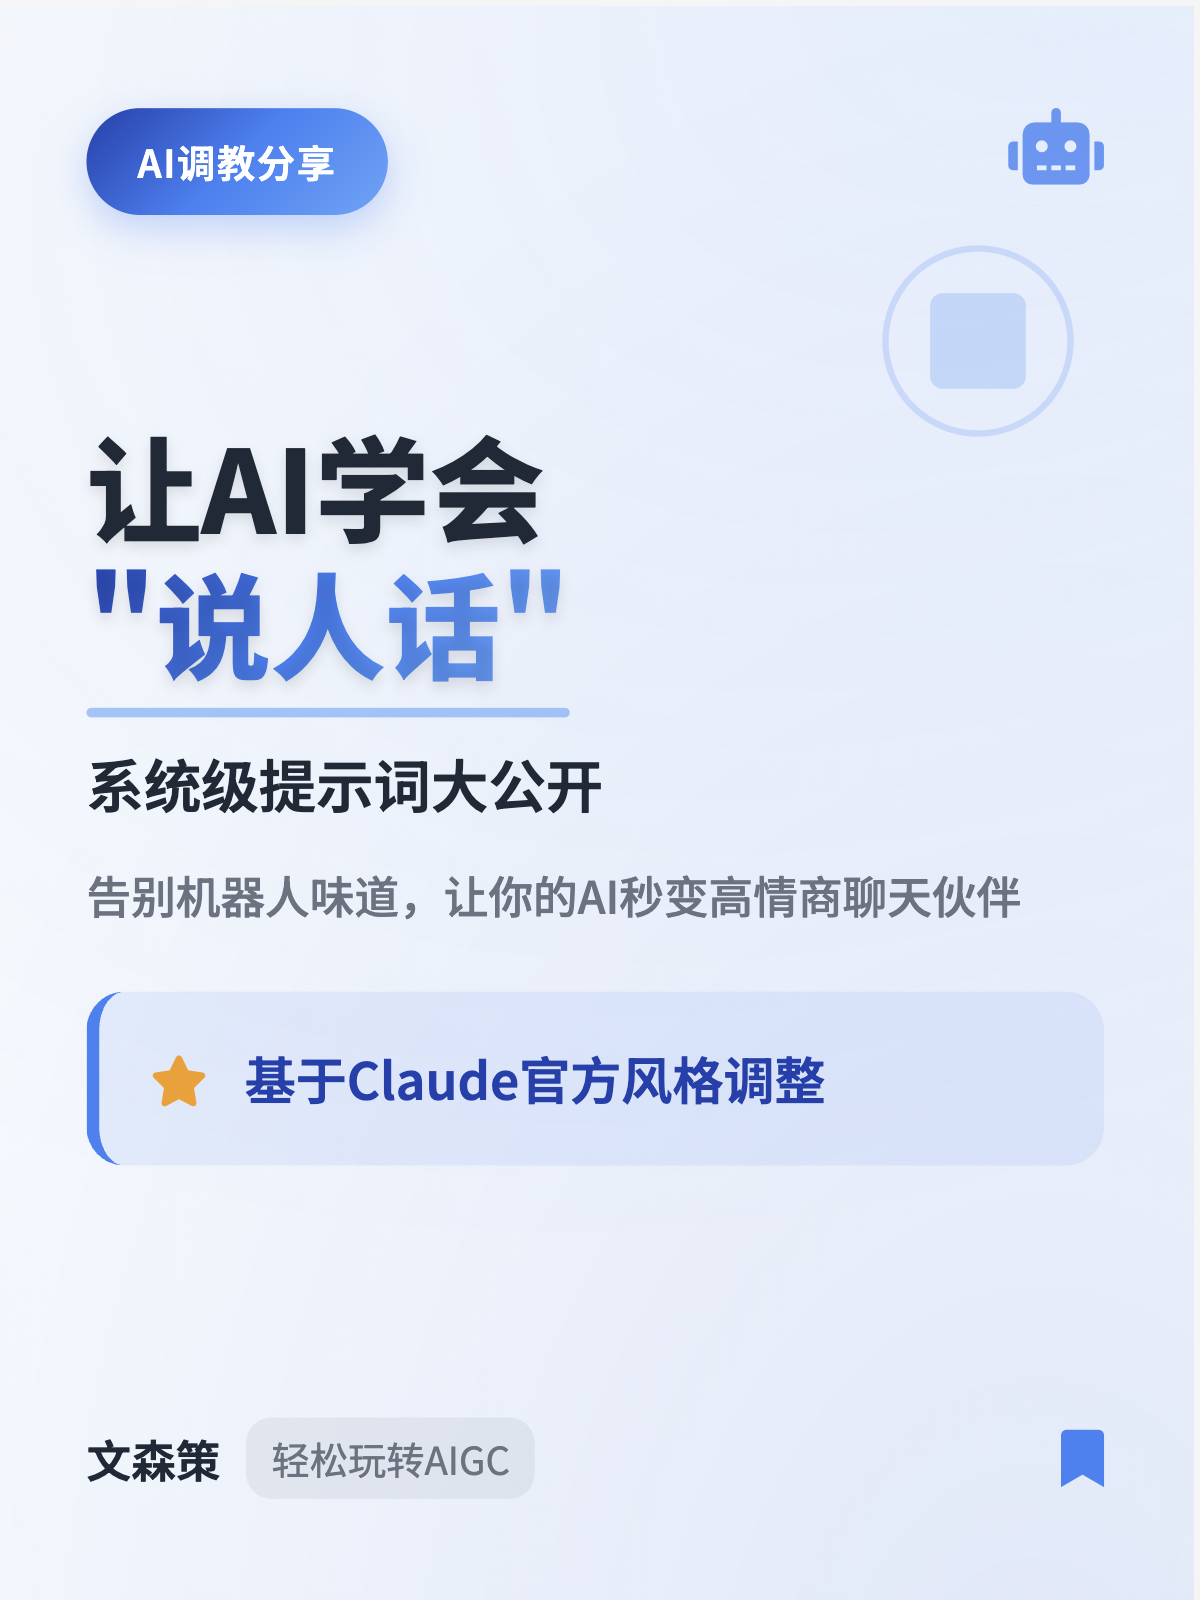 AI调教分享
让AI学会
"说人话"
系统级提示词大公开
告别机器人味道，让你的AI秒变高情商聊天伙伴
基于Claude官方风格调整
文森策 轻松玩转AIGC